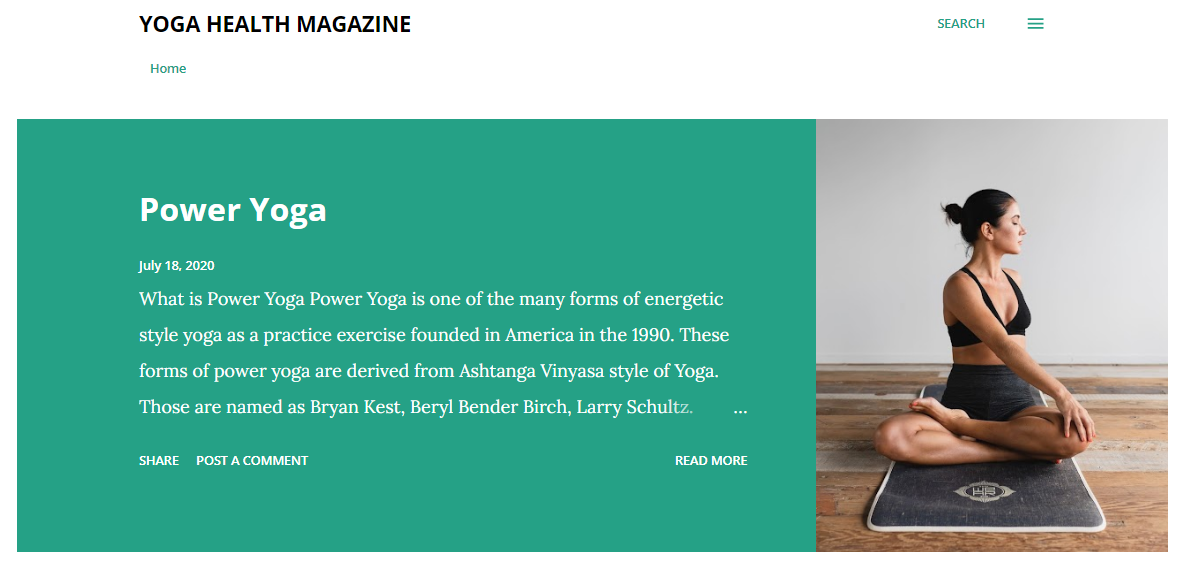 YOGA HEALTH MAGAZINE
SEARCH
Home
Power Yoga
July 18, 2020
What is Power Yoga Power Yoga is one of the many forms of energetic
style yoga as a practice exercise founded in America in the 1990. These
forms of power yoga are derived from Ashtanga Vinyasa style of Yoga.
Those are named as Bryan Kest, Beryl Bender Birch, Larry Schultz. ...
SHARE POST A COMMENT READ MORE